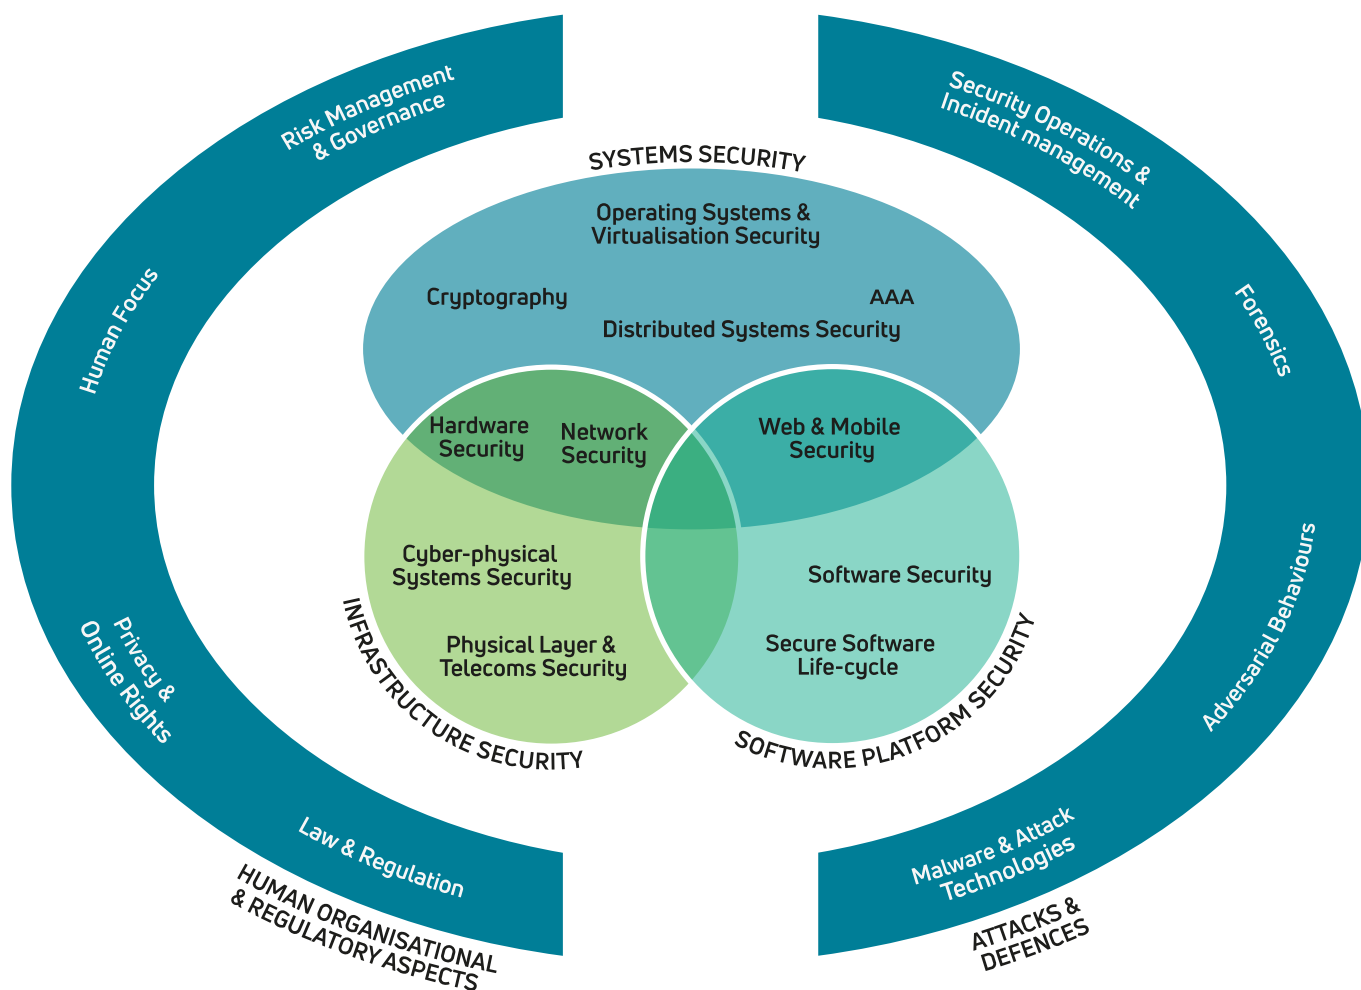 Risk Management
& Governance
Human Focus
Privacy &
Online Rights
Law & Regulation
HUMAN ORGANISATIONAL
& REGULATORY ASPECTS
SYSTEMS SECURITY
Operating Systems &
Virtualisation Security
Cryptography
AAA
Distributed Systems Security
Hardware
Security
Network
Security
Web & Mobile
Security
Cyber-physical
Systems Security
Physical Layer &
Telecoms Security
INFRASTRUCTURE SECURITY
Software Security
Secure Software
Life-cycle
SOFTWARE PLATFORM SECURITY
Security Operations &
Incident management
Forensics
Adversarial Behaviours
Malware & Attack
Technologies
ATTACKS &
DEFENCES